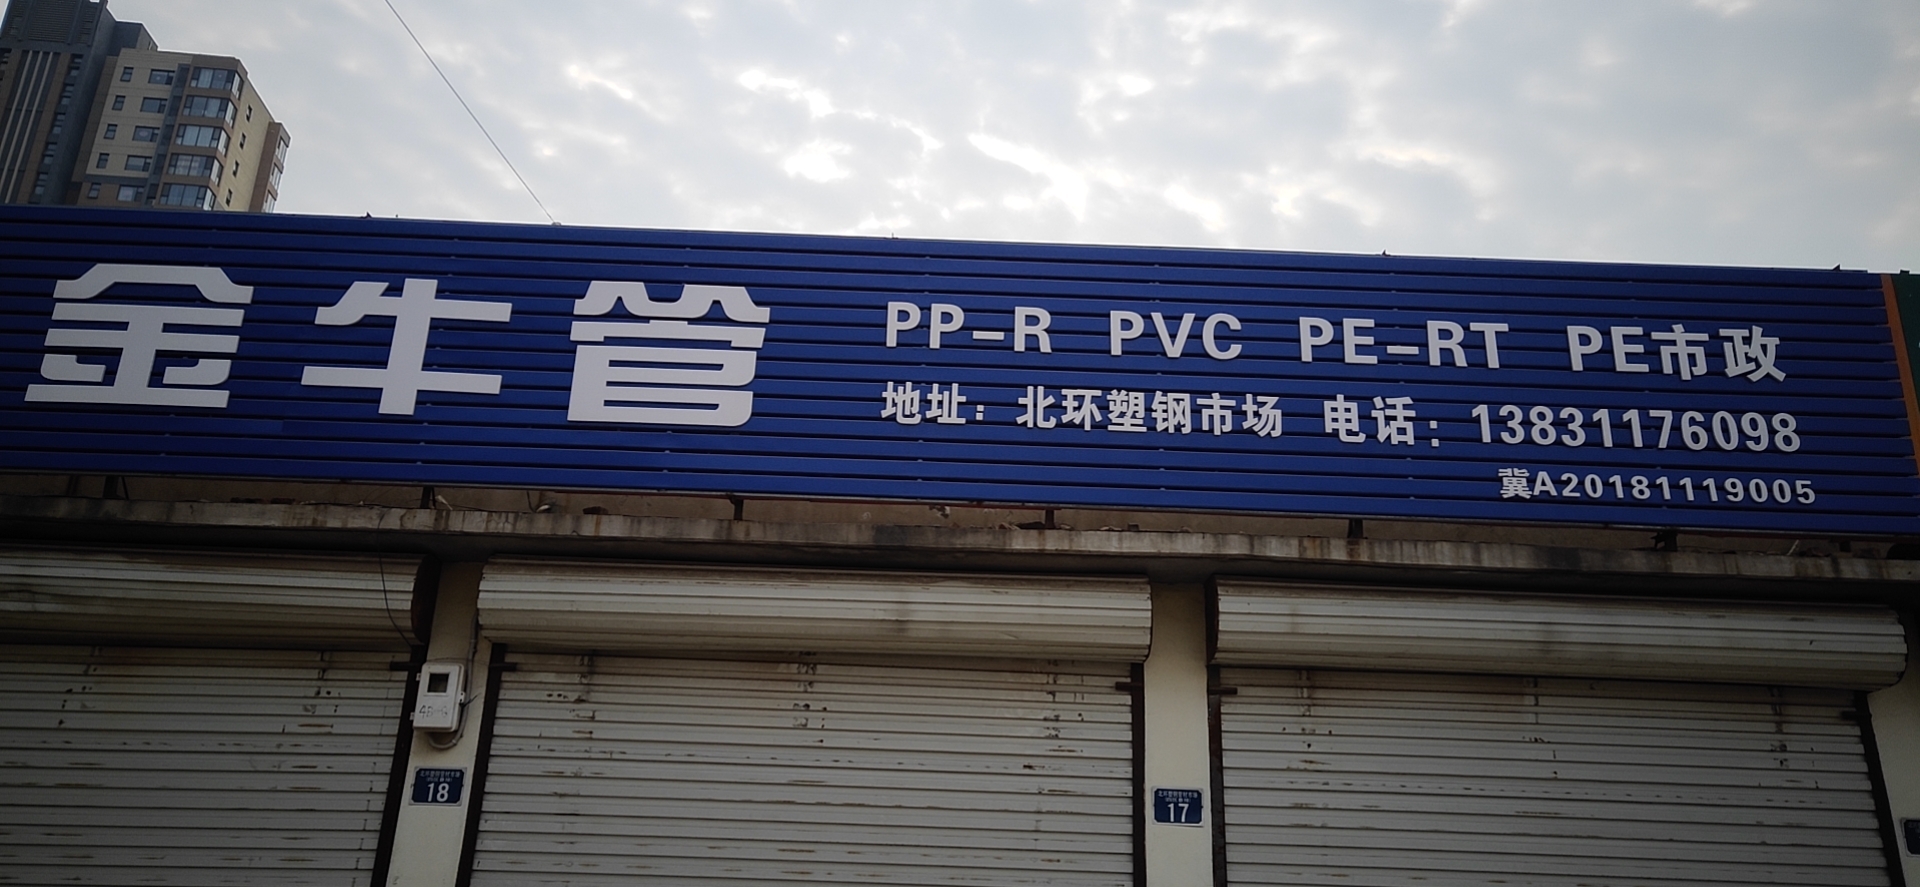 金牛管
PP-R PVC PE-RT PE市政
地址：北环塑钢市场 电话：13831176098
冀A20181119005
18
17